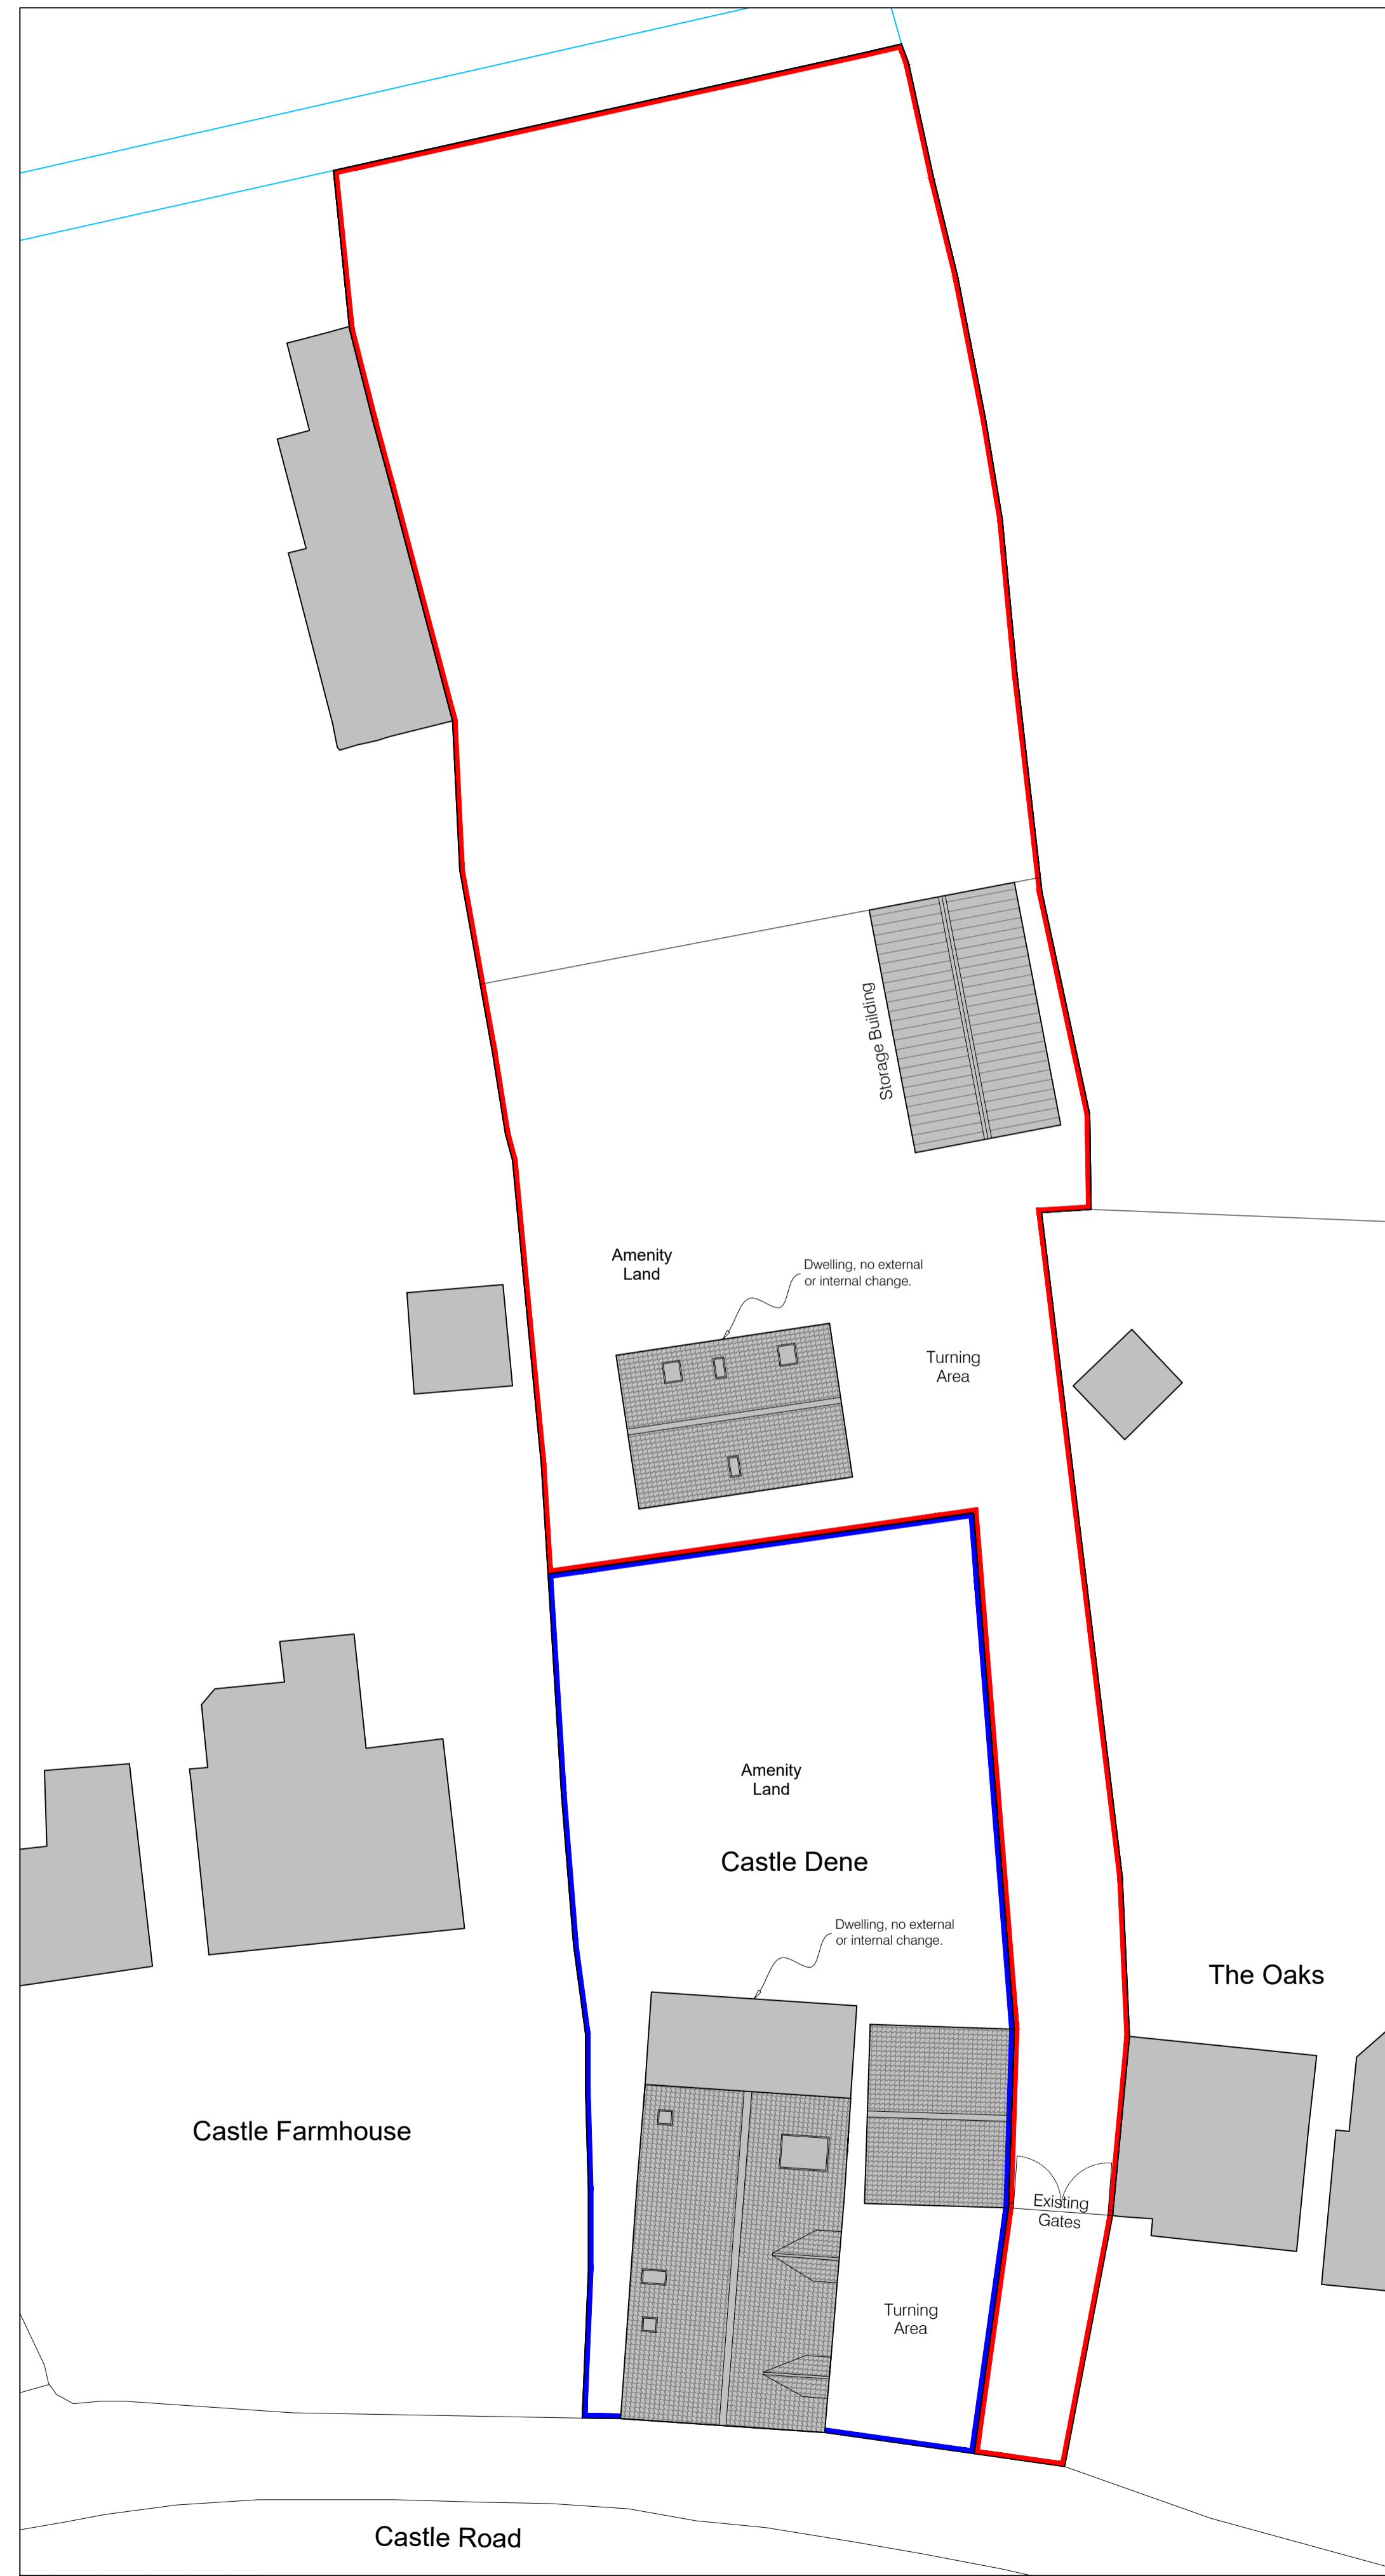 Storage Building
Amenity
Land
Dwelling, no external
or internal change.
Turning
Area
Amenity
Land
Castle Dene
Dwelling, no external
or internal change.
The Oaks
Castle Farmhouse
Existing
Gates
Turning
Area
Castle Road